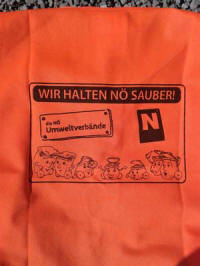 WIR HALTEN NÖ SAUBER!
die NÖ
Umweltverbände
N